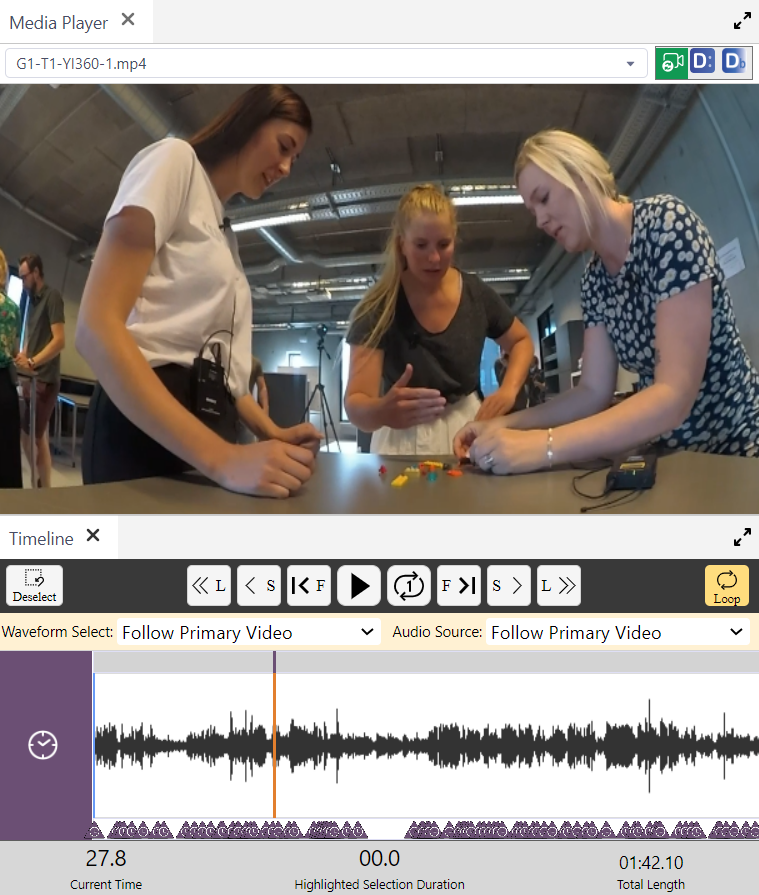 Media Player
G1-T1-YI360-1.mp4
D:
D
Timeline
Deselect
L
S
F
1
F
S
L
Loop
Waveform Select: Follow Primary Video
Audio Source: Follow Primary Video
27.8
00.0
01:42.10
Current Time
Highlighted Selection Duration
Total Length